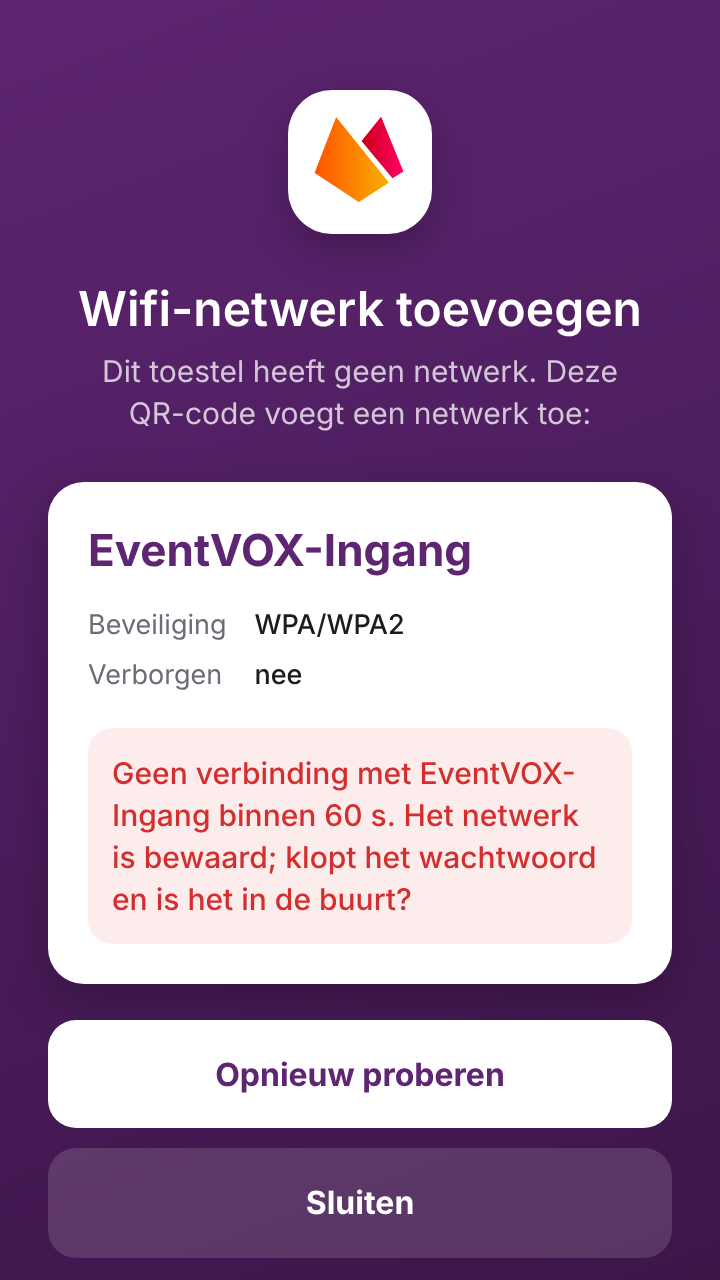 Wifi-netwerk toevoegen
Dit toestel heeft geen netwerk. Deze
QR-code voegt een netwerk toe:
EventVOX-Ingang
Beveiliging WPA/WPA2
Verborgen nee
Geen verbinding met EventVOX-
Ingang binnen 60 s. Het netwerk
is bewaard; klopt het wachtwoord
en is het in de buurt?
Opnieuw proberen
Sluiten